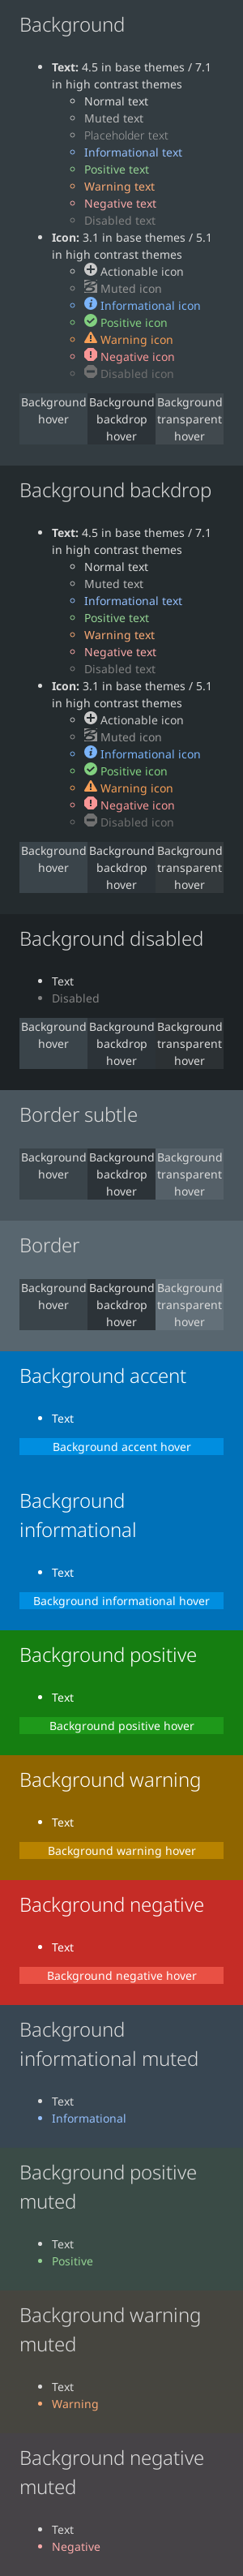 Background
Text: 4.5 in base themes / 7.1
in high contrast themes
Normal text
Muted text
Placeholder text
Informational text
Positive text
Warning text
Negative text
Disabled text
Icon: 3.1 in base themes / 5.1
in high contrast themes
Actionable icon
Muted icon
Informational icon
Positive icon
Warning icon
Negative icon
Disabled icon
Background Background Background
hover backdrop transparent
hover hover
Background backdrop
Text: 4.5 in base themes / 7.1
in high contrast themes
Normal text
Muted text
Informational text
Positive text
Warning text
Negative text
Disabled text
Icon: 3.1 in base themes / 5.1
in high contrast themes
Actionable icon
Muted icon
Informational icon
Positive icon
Warning icon
Negative icon
Disabled icon
Background Background Background
hover backdrop transparent
hover hover
Background disabled
Text
Disabled
Background Background Background
hover backdrop transparent
hover hover
Border subtle
Background Background Background
hover backdrop transparent
hover hover
Border
Background Background Background
hover backdrop transparent
hover hover
Background accent
Text
Background accent hover
Background
informational
Text
Background informational hover
Background positive
Text
Background positive hover
Background warning
Text
Background warning hover
Background negative
Text
Background negative hover
Background
informational muted
Text
Informational
Background positive
muted
Text
Positive
Background warning
muted
Text
Warning
Background negative
muted
Text
Negative